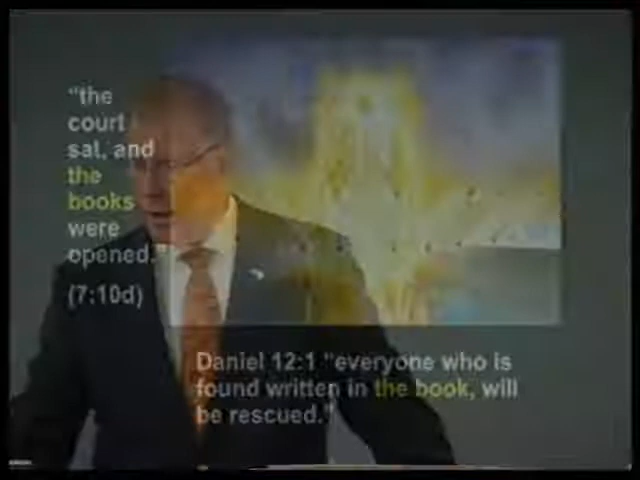 "the
court
sat, and
the
books
were
opened."
(7:10d)
Daniel 12:1 "everyone who is
found written in the book, will
be rescued."